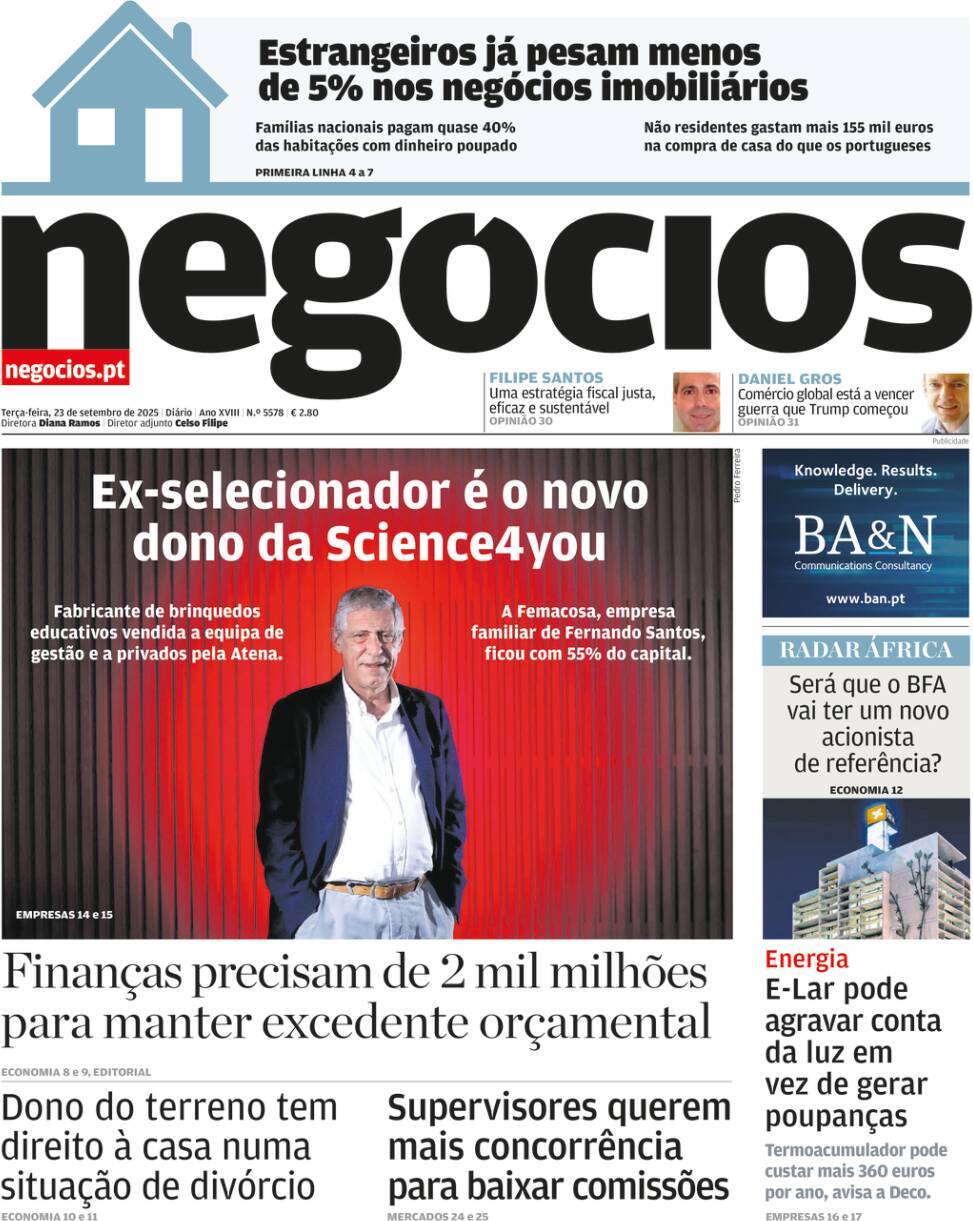 Estrangeiros já pesam menos
de 5% nos negócios imobiliários
Famílias nacionais pagam quase 40%
das habitações com dinheiro poupado
Não residentes gastam mais 155 mil euros
na compra de casa do que os portugueses
PRIMEIRA LINHA 4 a 7
negocios
negocios.pt
Terça-feira, 23 de setembro de 2025 | Diário | Ano XVIII | N.º 5578 | € 2.80
Diretora Diana Ramos | Diretor adjunto Celso Filipe
FILIPE SANTOS
Uma estratégia fiscal justa,
eficaz e sustentável
OPINIÃO 30
DANIEL GROS
Comércio global está a vencer
guerra que Trump começou
OPINIÃO 31
Publicidade
Pedro Ferreira
Ex-selecionador é o novo
dono da Science4you
Fabricante de brinquedos
educativos vendida a equipa de
gestão e a privados pela Atena.
A Femacosa, empresa
familiar de Fernando Santos,
ficou com 55% do capital.
EMPRESAS 14 e 15
Knowledge. Results.
Delivery.
BA&N
Communications Consultancy
www.ban.pt
RADAR ÁFRICA
Será que o BFA
vai ter um novo
acionista
de referência?
ECONOMIA 12
Finanças precisam de 2 mil milhões
para manter excedente orçamental
ECONOMIA 8 e 9, EDITORIAL
Dono do terreno tem
direito à casa numa
situação de divórcio
ECONOMIA 10 e 11
Supervisores querem
mais concorrência
para baixar comissões
MERCADOS 24 e 25
Energia
E-Lar pode
agravar conta
da luz em
vez de gerar
poupanças
Termoacumulador pode
custar mais 360 euros
por ano, avisa a Deco.
EMPRESAS 16 e 17